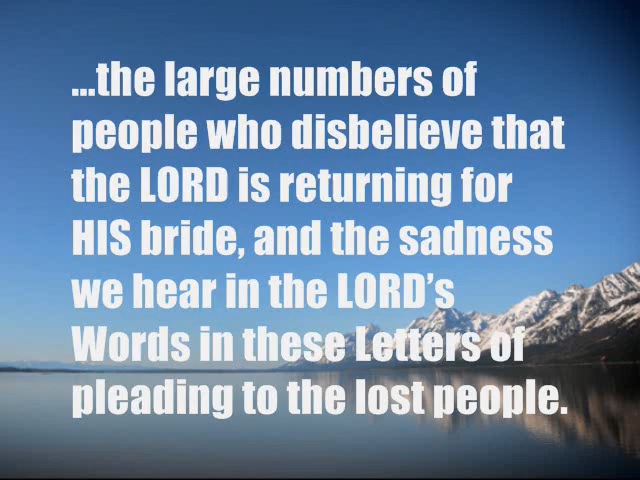 ...the large numbers of
people who disbelieve that
the LORD is returning for
HIS bride, and the sadness
we hear in the LORD's
Words in these Letters of
pleading to the lost people.